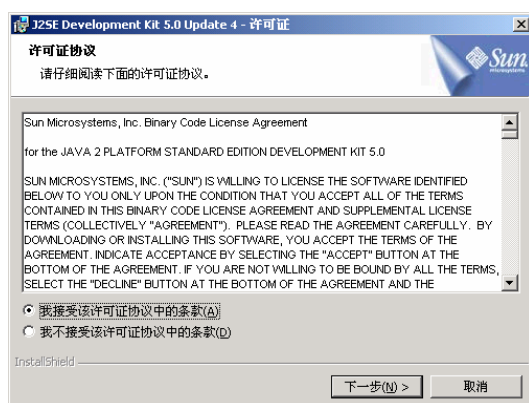 J2SE Development Kit 5.0 Update 4 - 许可证
许可证协议
请仔细阅读下面的许可证协议。
Sun
microsystems
Sun Microsystems, Inc. Binary Code License Agreement
for the JAVA 2 PLATFORM STANDARD EDITION DEVELOPMENT KIT 5.0
SUN MICROSYSTEMS, INC. ("SUN") IS WILLING TO LICENSE THE SOFTWARE IDENTIFIED
BELOW TO YOU ONLY UPON THE CONDITION THAT YOU ACCEPT ALL OF THE TERMS
CONTAINED IN THIS BINARY CODE LICENSE AGREEMENT AND SUPPLEMENTAL LICENSE
TERMS (COLLECTIVELY "AGREEMENT"). PLEASE READ THE AGREEMENT CAREFULLY. BY
DOWNLOADING OR INSTALLING THIS SOFTWARE, YOU ACCEPT THE TERMS OF THE
AGREEMENT. INDICATE ACCEPTANCE BY SELECTING THE "ACCEPT" BUTTON AT THE
BOTTOM OF THE AGREEMENT. IF YOU ARE NOT WILLING TO BE BOUND BY ALL THE TERMS,
SELECT THE "DECLINE" BUTTON AT THE BOTTOM OF THE AGREEMENT AND THE
我接受该许可证协议中的条款(A)
我不接受该许可证协议中的条款(D)
InstallShield
下一步(N) >
取消